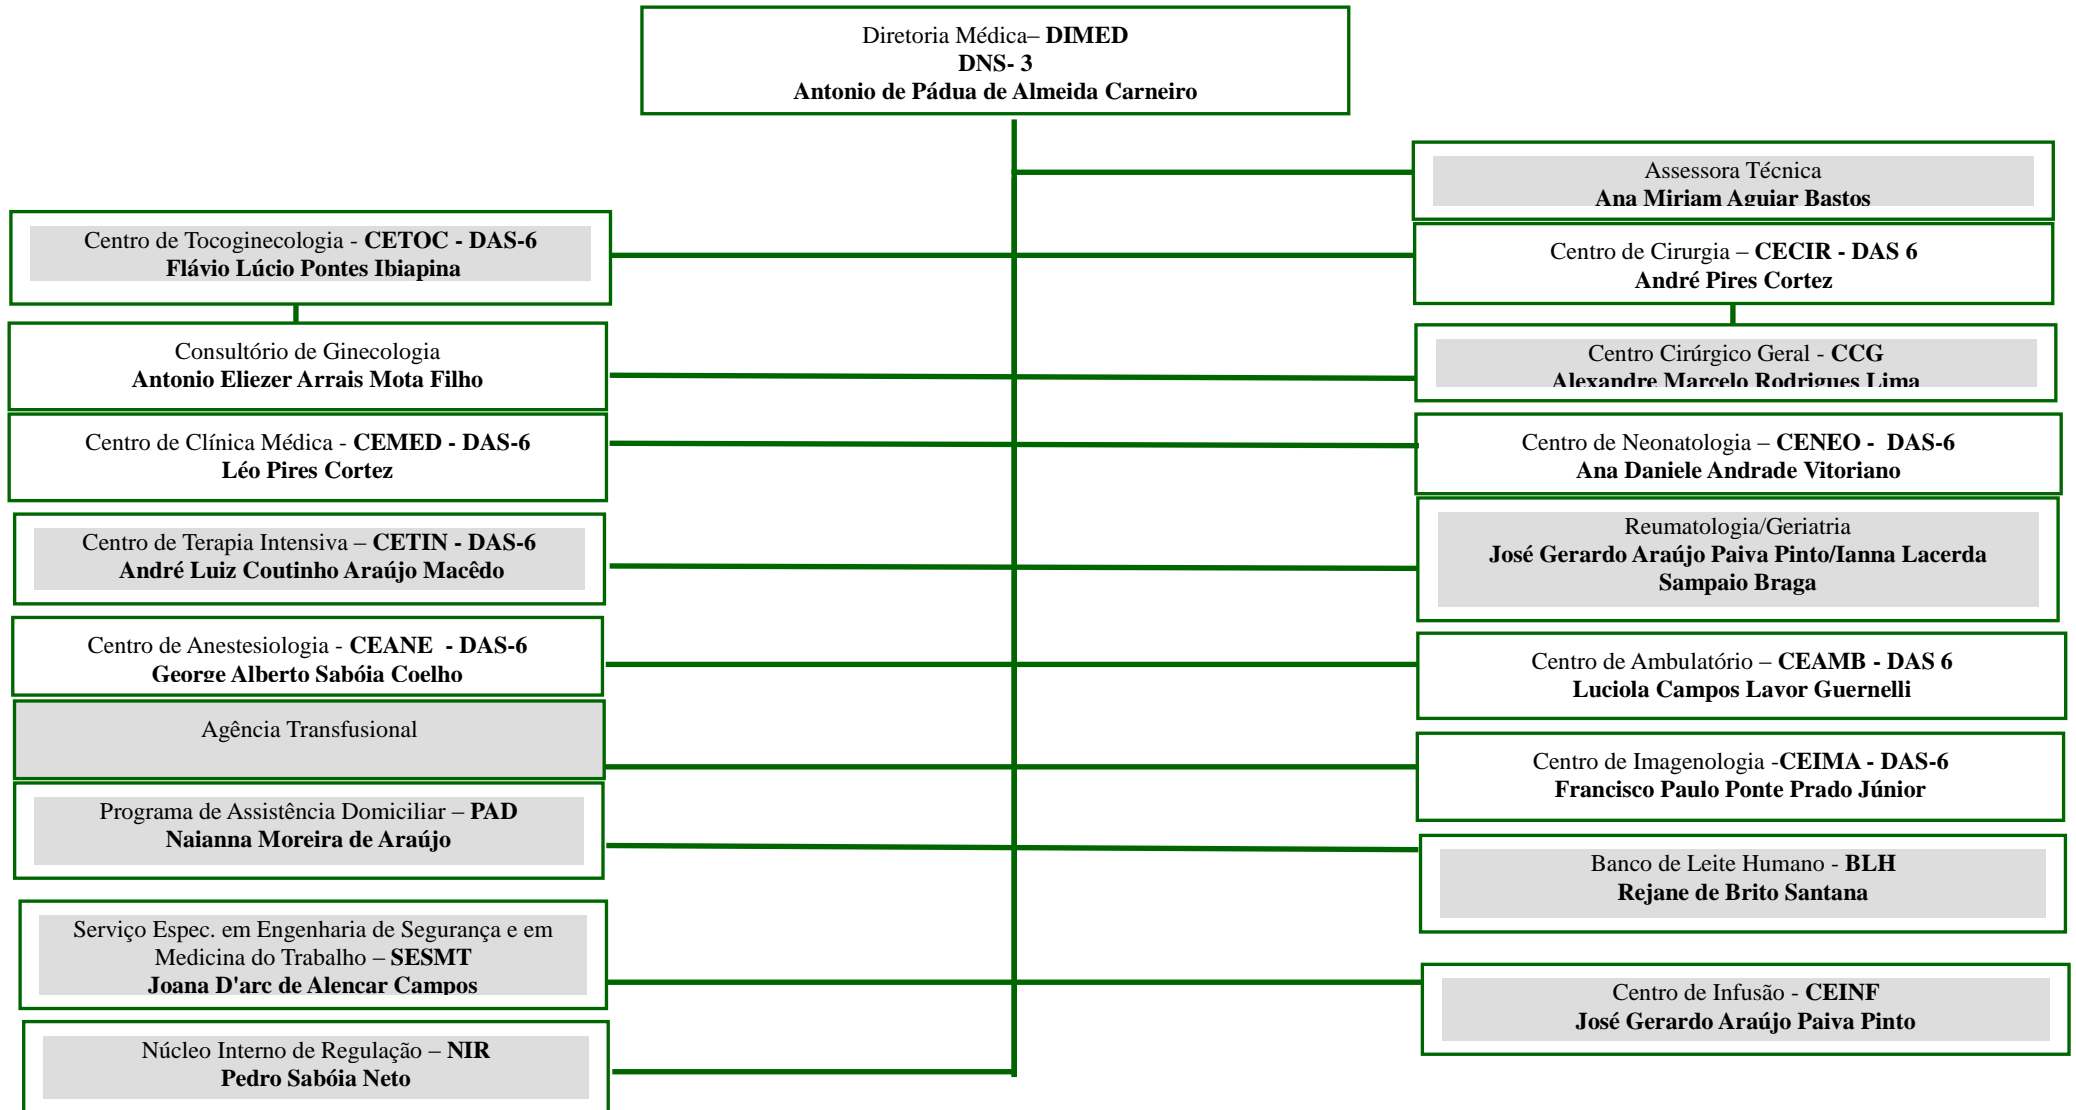 Diretoria Médica– DIMED
DNS- 3
Antonio de Pádua de Almeida Carneiro
Assessora Técnica
Ana Miriam Aguiar Bastos
Centro de Tocoginecologia - CETOC - DAS-6
Flávio Lúcio Pontes Ibiapina
Centro de Cirurgia – CECIR - DAS 6
André Pires Cortez
Consultório de Ginecologia
Antonio Eliezer Arrais Mota Filho
Centro Cirúrgico Geral - CCG
Alexandre Marcelo Rodrigues Lima
Centro de Clínica Médica - CEMED - DAS-6
Léo Pires Cortez
Centro de Neonatologia – CENEO - DAS-6
Ana Daniele Andrade Vitoriano
Centro de Terapia Intensiva – CETIN - DAS-6
André Luiz Coutinho Araújo Macêdo
Reumatologia/Geriatria
José Gerardo Araújo Paiva Pinto/Ianna Lacerda
Sampaio Braga
Centro de Anestesiologia - CEANE - DAS-6
George Alberto Sabóia Coelho
Centro de Ambulatório – CEAMB - DAS 6
Luciola Campos Lavor Guernelli
Agência Transfusional
Centro de Imagenologia -CEIMA - DAS-6
Francisco Paulo Ponte Prado Júnior
Programa de Assistência Domiciliar – PAD
Naianna Moreira de Araújo
Banco de Leite Humano - BLH
Rejane de Brito Santana
Serviço Espec. em Engenharia de Segurança e em
Medicina do Trabalho – SESMT
Joana D'arc de Alencar Campos
Centro de Infusão - CEINF
José Gerardo Araújo Paiva Pinto
Núcleo Interno de Regulação – NIR
Pedro Sabóia Neto